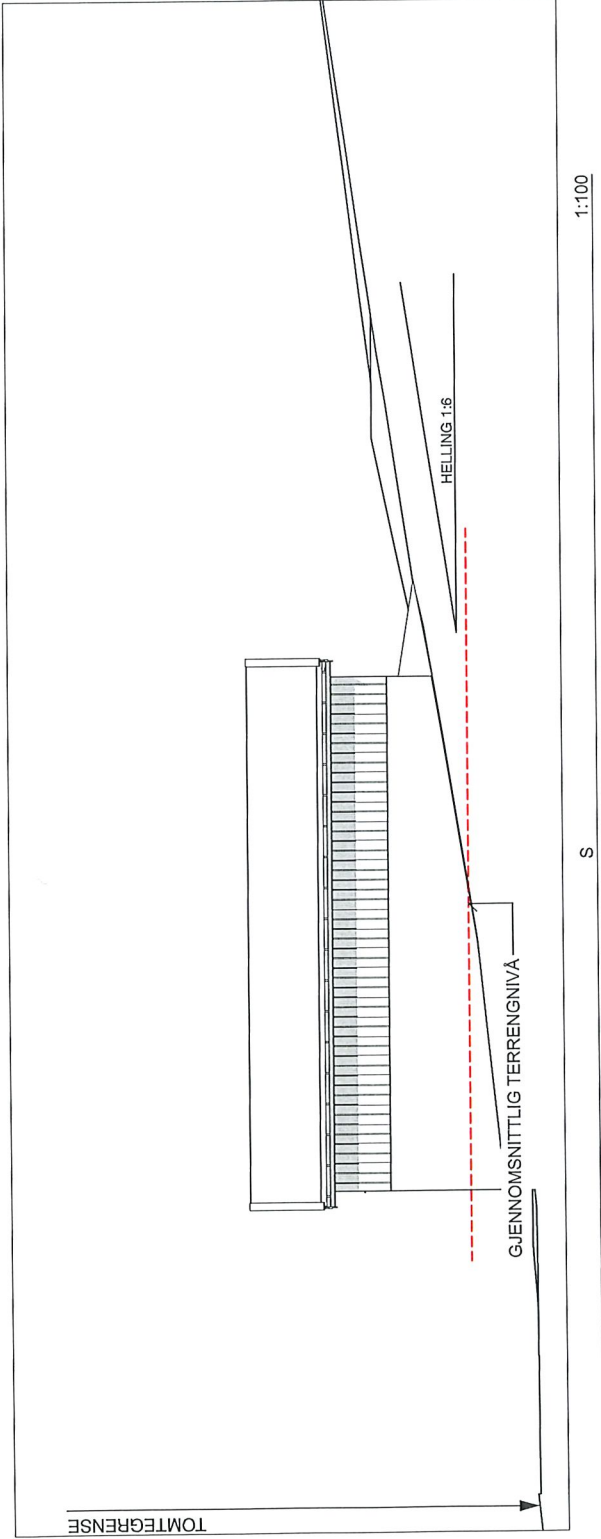 TOMTEGRENSE
HELLING 1:6
GJENNOMSNITTLIG TERRENGNIVÅ
S
1:100